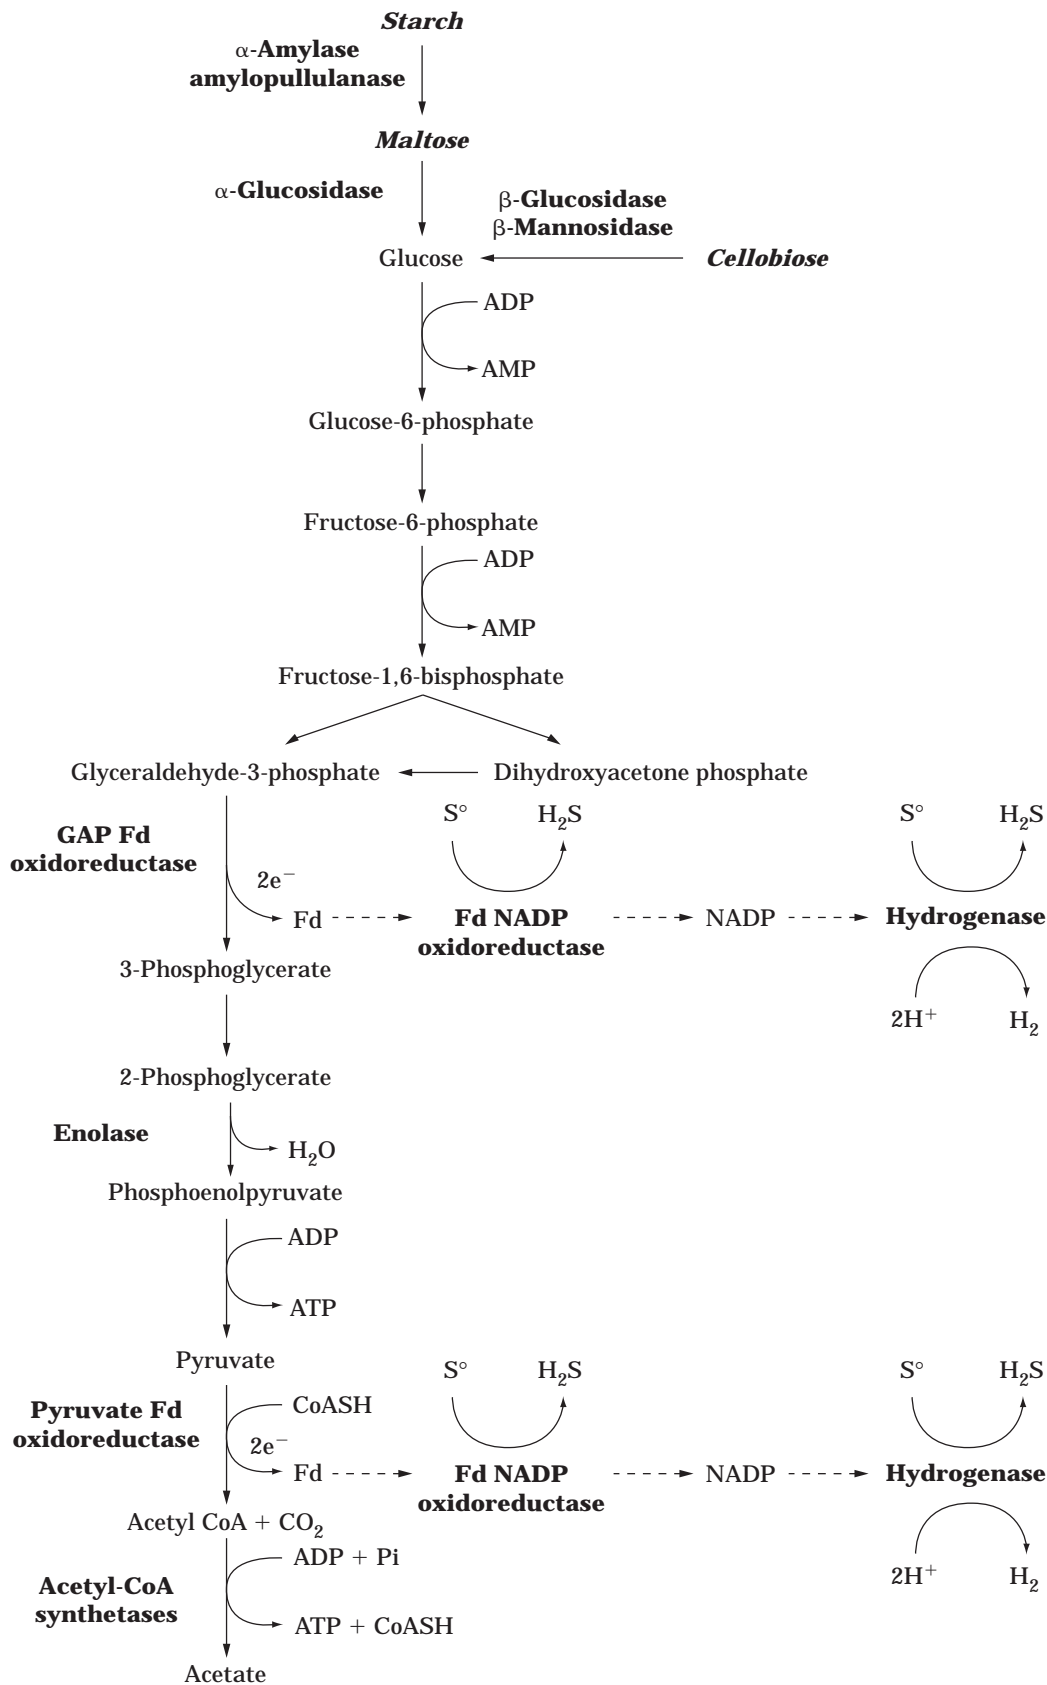 Starch
α-Amylase
amylopullulanase
Maltose
α-Glucosidase
β-Glucosidase
β-Mannosidase
Glucose
Cellobiose
ADP
AMP
Glucose-6-phosphate
Fructose-6-phosphate
ADP
AMP
Fructose-1,6-bisphosphate
Glyceraldehyde-3-phosphate
Dihydroxyacetone phosphate
GAP Fd
oxidoreductase
S° H₂S
S° H₂S
2e⁻
Fd
Fd NADP
oxidoreductase
NADP
Hydrogenase
2H⁺ H₂
3-Phosphoglycerate
2-Phosphoglycerate
Enolase
H₂O
Phosphoenolpyruvate
ADP
ATP
Pyruvate
S° H₂S
S° H₂S
Pyruvate Fd
oxidoreductase
CoASH
2e⁻
Fd
Fd NADP
oxidoreductase
NADP
Hydrogenase
2H⁺ H₂
Acetyl CoA + CO₂
ADP + Pi
Acetyl-CoA
synthetases
ATP + CoASH
Acetate